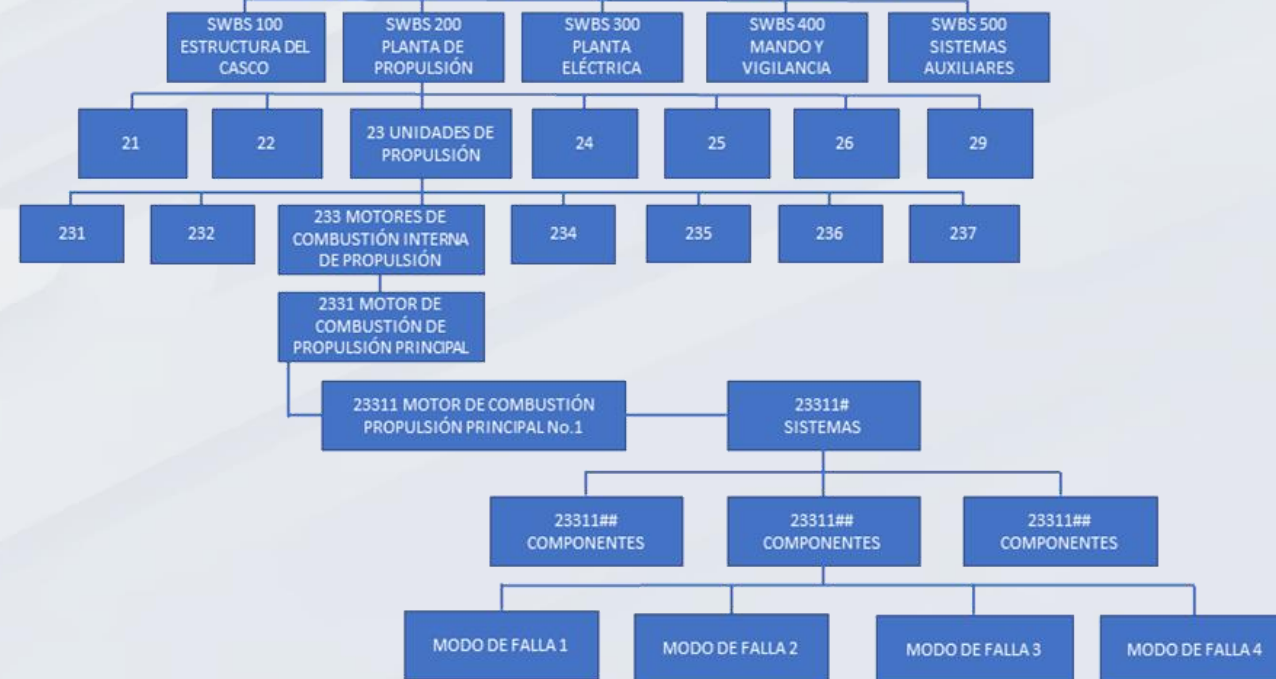 SWBS 100
ESTRUCTURA DEL
CASCO
SWBS 200
PLANTA DE
PROPULSIÓN
SWBS 300
PLANTA
ELÉCTRICA
SWBS 400
MANDO Y
VIGILANCIA
SWBS 500
SISTEMAS
AUXILIARES
21
22
23 UNIDADES DE
PROPULSIÓN
24
25
26
29
231
232
233 MOTORES DE
COMBUSTIÓN INTERNA
DE PROPULSIÓN
234
235
236
237
2331 MOTOR DE
COMBUSTIÓN DE
PROPULSIÓN PRINCIPAL
23311 MOTOR DE COMBUSTIÓN
PROPULSIÓN PRINCIPAL No.1
23311#
SISTEMAS
23311##
COMPONENTES
23311##
COMPONENTES
23311##
COMPONENTES
MODO DE FALLA 1
MODO DE FALLA 2
MODO DE FALLA 3
MODO DE FALLA 4